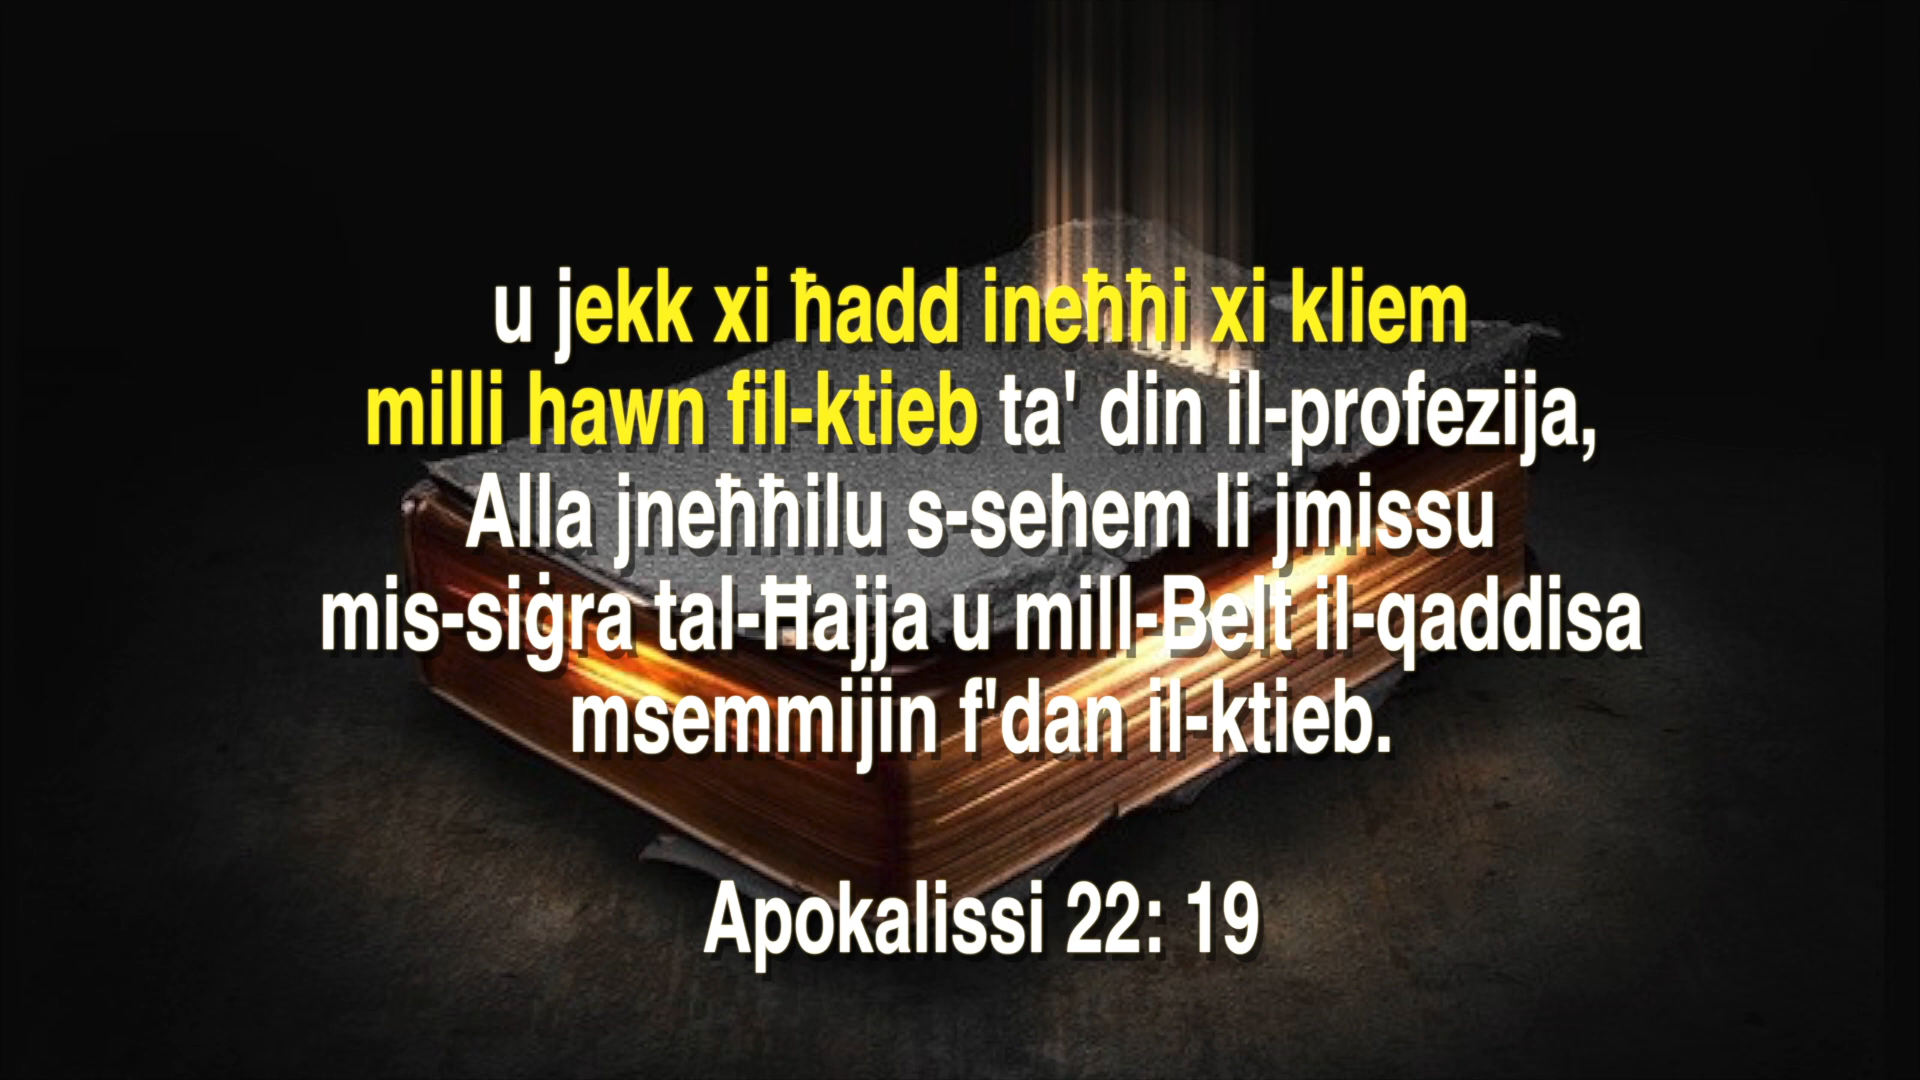 u jekk xi ħadd ineħħi xi kliem
milli hawn fil-ktieb ta' din il-profezija,
Alla jneħħilu s-sehem li jmissu
mis-siġra tal-Ħajja u mill-Belt il-qaddisa
msemmijin f'dan il-ktieb.
Apokalissi 22: 19